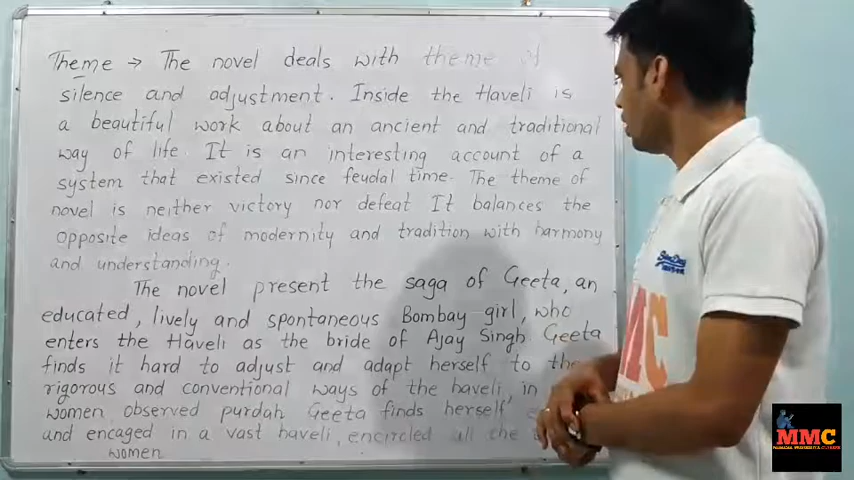 Theme → The novel deals with theme of
silence and adjustment. Inside the Haveli is
a beautiful work about an ancient and traditional
way of life. It is an interesting account of a
system that existed since feudal time. The theme of
novel is neither victory nor defeat It balances the
opposite ideas of modernity and tradition with harmony
and understanding.
The novel present the saga of Geeta, an
educated, lively and spontaneous Bombay girl, who
enters the Haveli as the bride of Ajay Singh. Geeta
finds it hard to adjust and adapt herself to the
rigorous and conventional ways of the haveli, in
women observed purdah Geeta finds herself
and encaged in a vast haveli, encircled all the
women
MMC